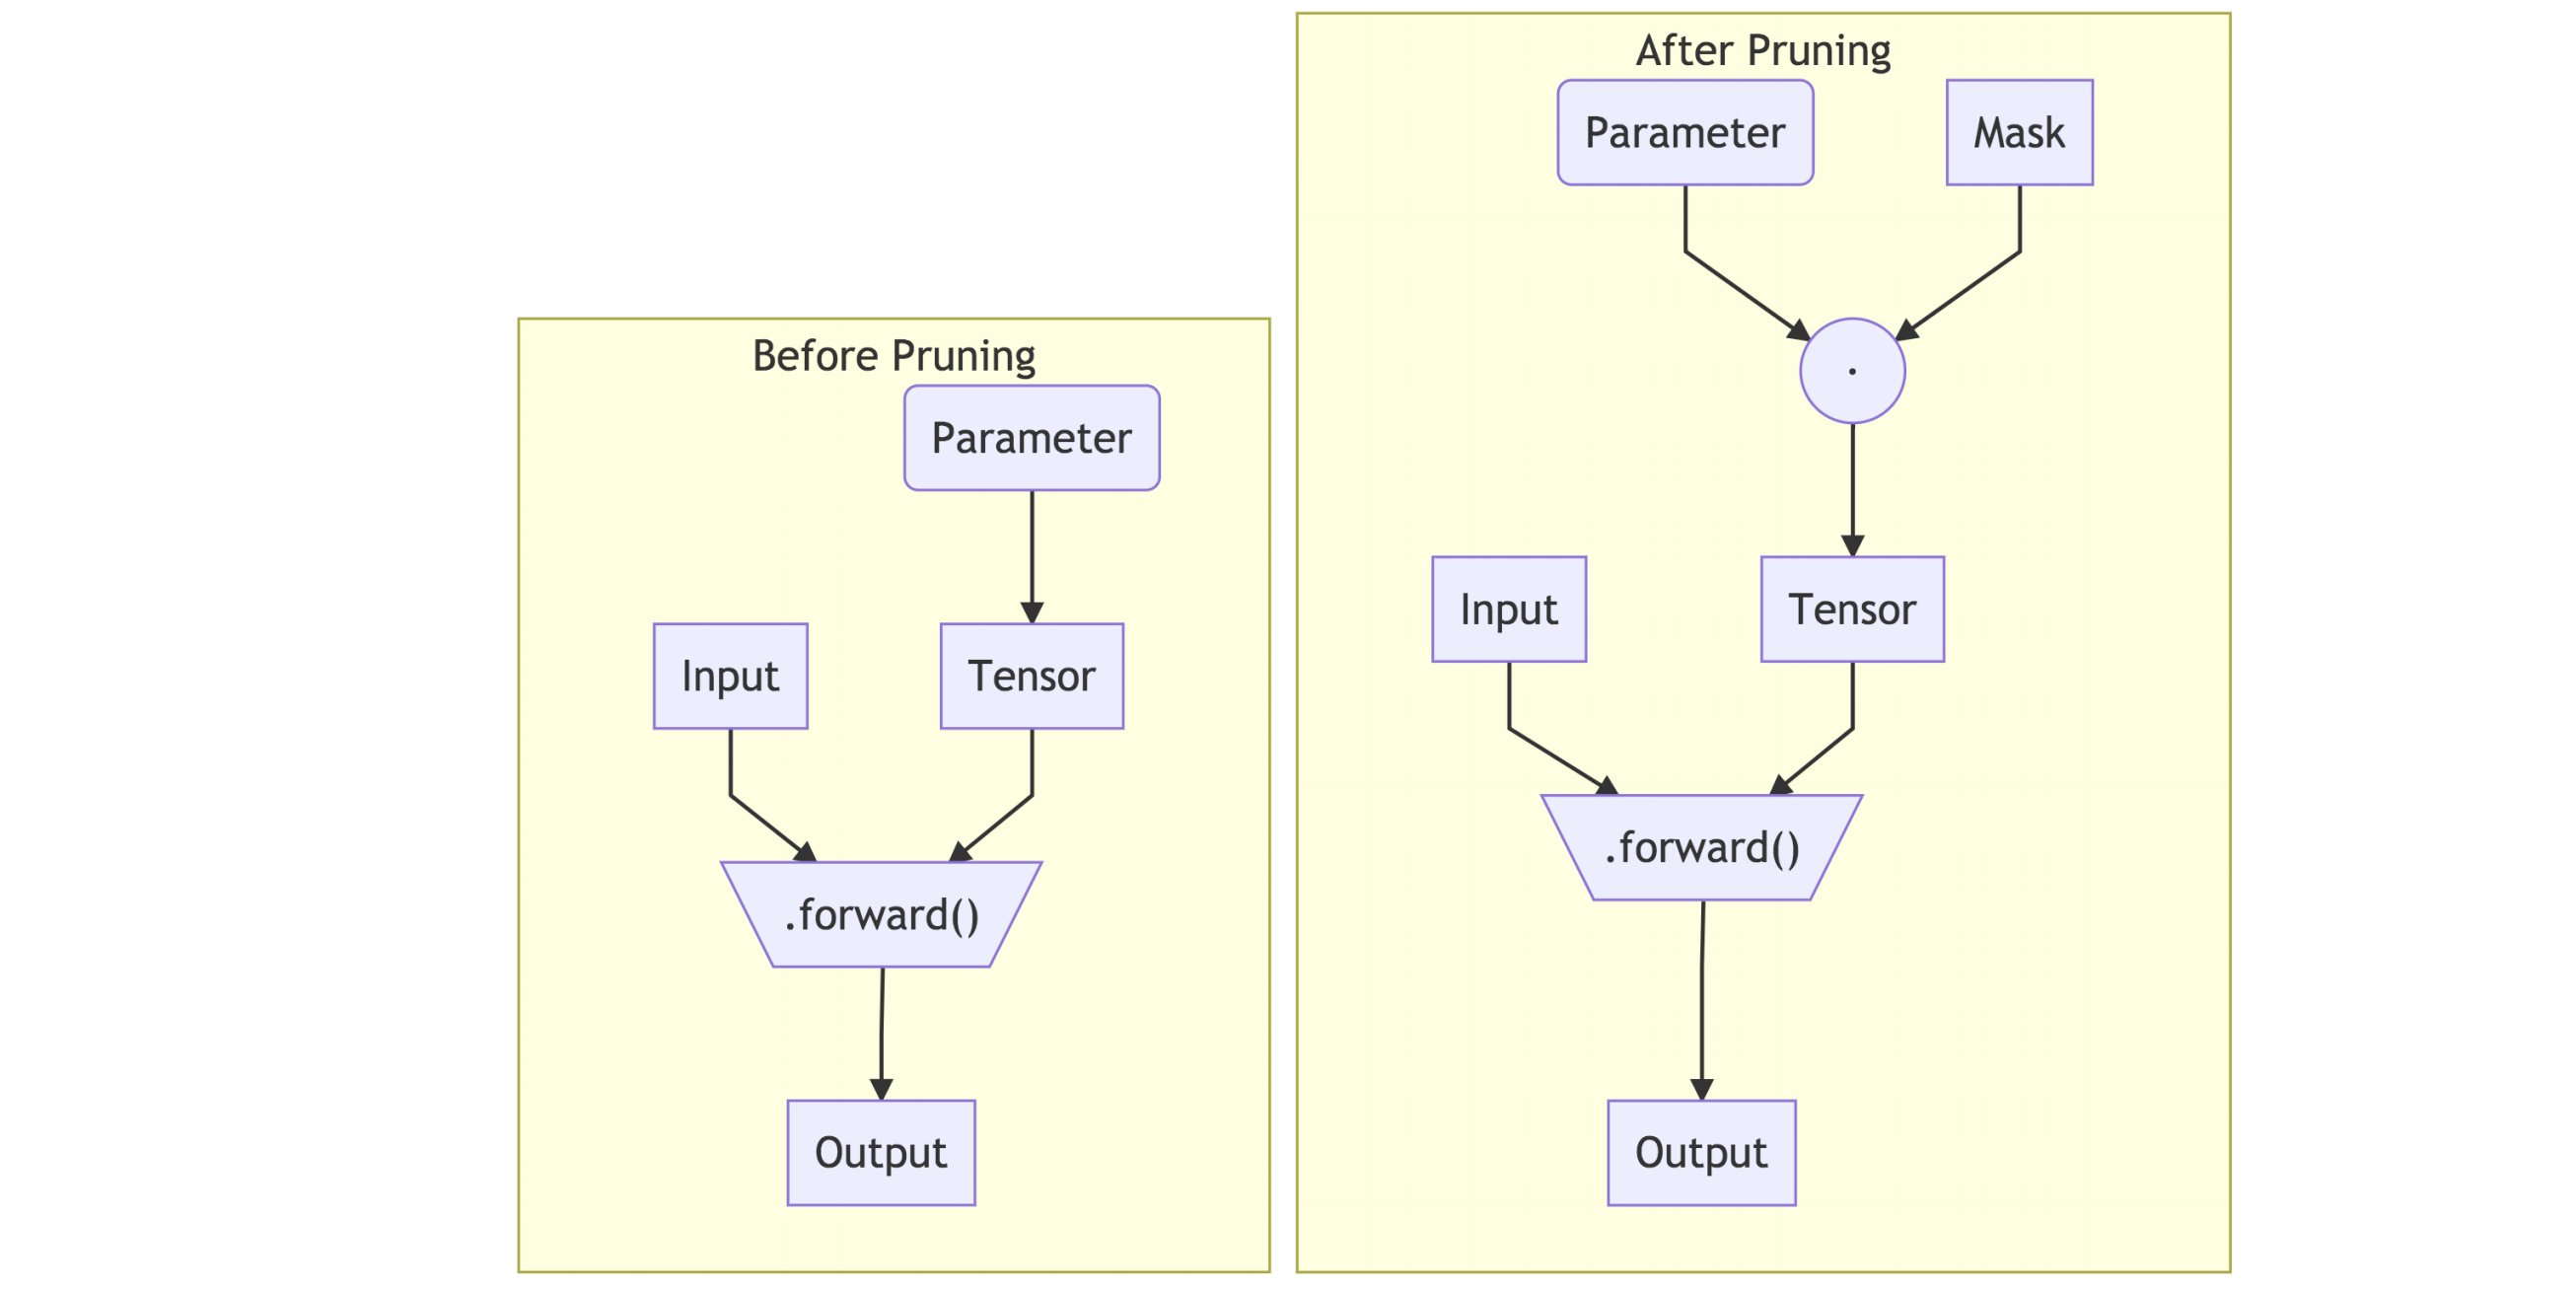 Before Pruning
Parameter
Input
Tensor
.forward()
Output
After Pruning
Parameter
Mask
.
Input
Tensor
.forward()
Output